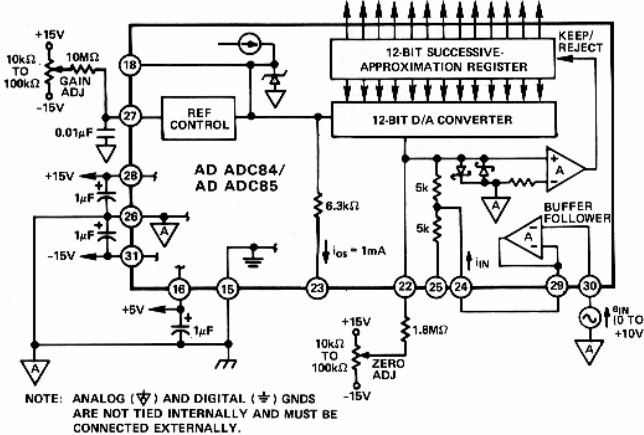 +15V
10kΩ
TO
100kΩ
-15V
10MΩ
GAIN
ADJ
0.01µF
18
27
REF
CONTROL
12-BIT SUCCESSIVE-
APPROXIMATION REGISTER
KEEP/
REJECT
12-BIT D/A CONVERTER
AD ADC84/
AD ADC85
+15V
28
1µF
26
A
1µF
-15V
31
6.3kΩ
5k
5k
+
-
A
A
BUFFER
FOLLOWER
A
-
-
iOS = 1mA
iIN
16
15
23
22
25
24
29
30
+5V
1µF
A
+15V
10kΩ
TO
100kΩ
-15V
1.8MΩ
ZERO
ADJ
eIN
(0 TO
+10V)
A
NOTE: ANALOG (A) AND DIGITAL (⏚) GNDS
ARE NOT TIED INTERNALLY AND MUST BE
CONNECTED EXTERNALLY.